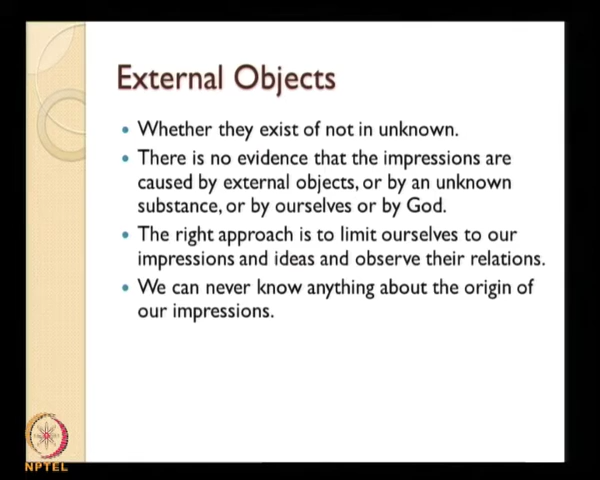 External Objects
• Whether they exist of not in unknown.
• There is no evidence that the impressions are
caused by external objects, or by an unknown
substance, or by ourselves or by God.
• The right approach is to limit ourselves to our
impressions and ideas and observe their relations.
• We can never know anything about the origin of
our impressions.
NPTEL